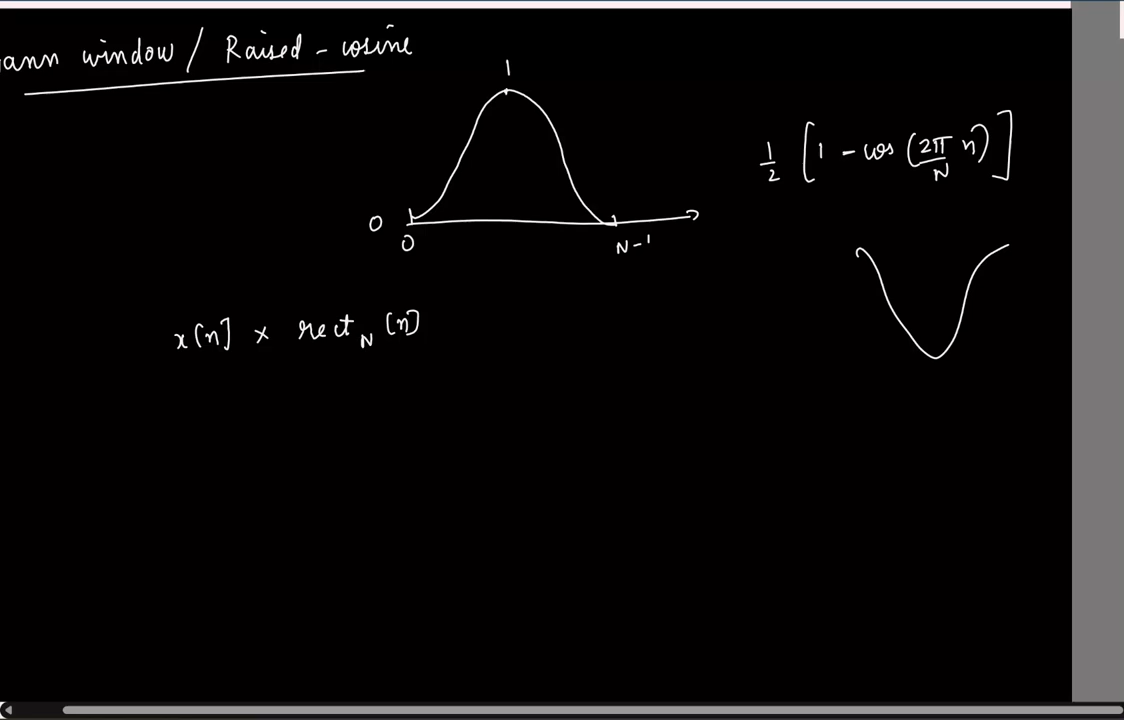 ann window / Raised - cosine
1
1/2 [1 - cos (2π/N n)]
0
0
N-1
x[n] × rect_N [n]